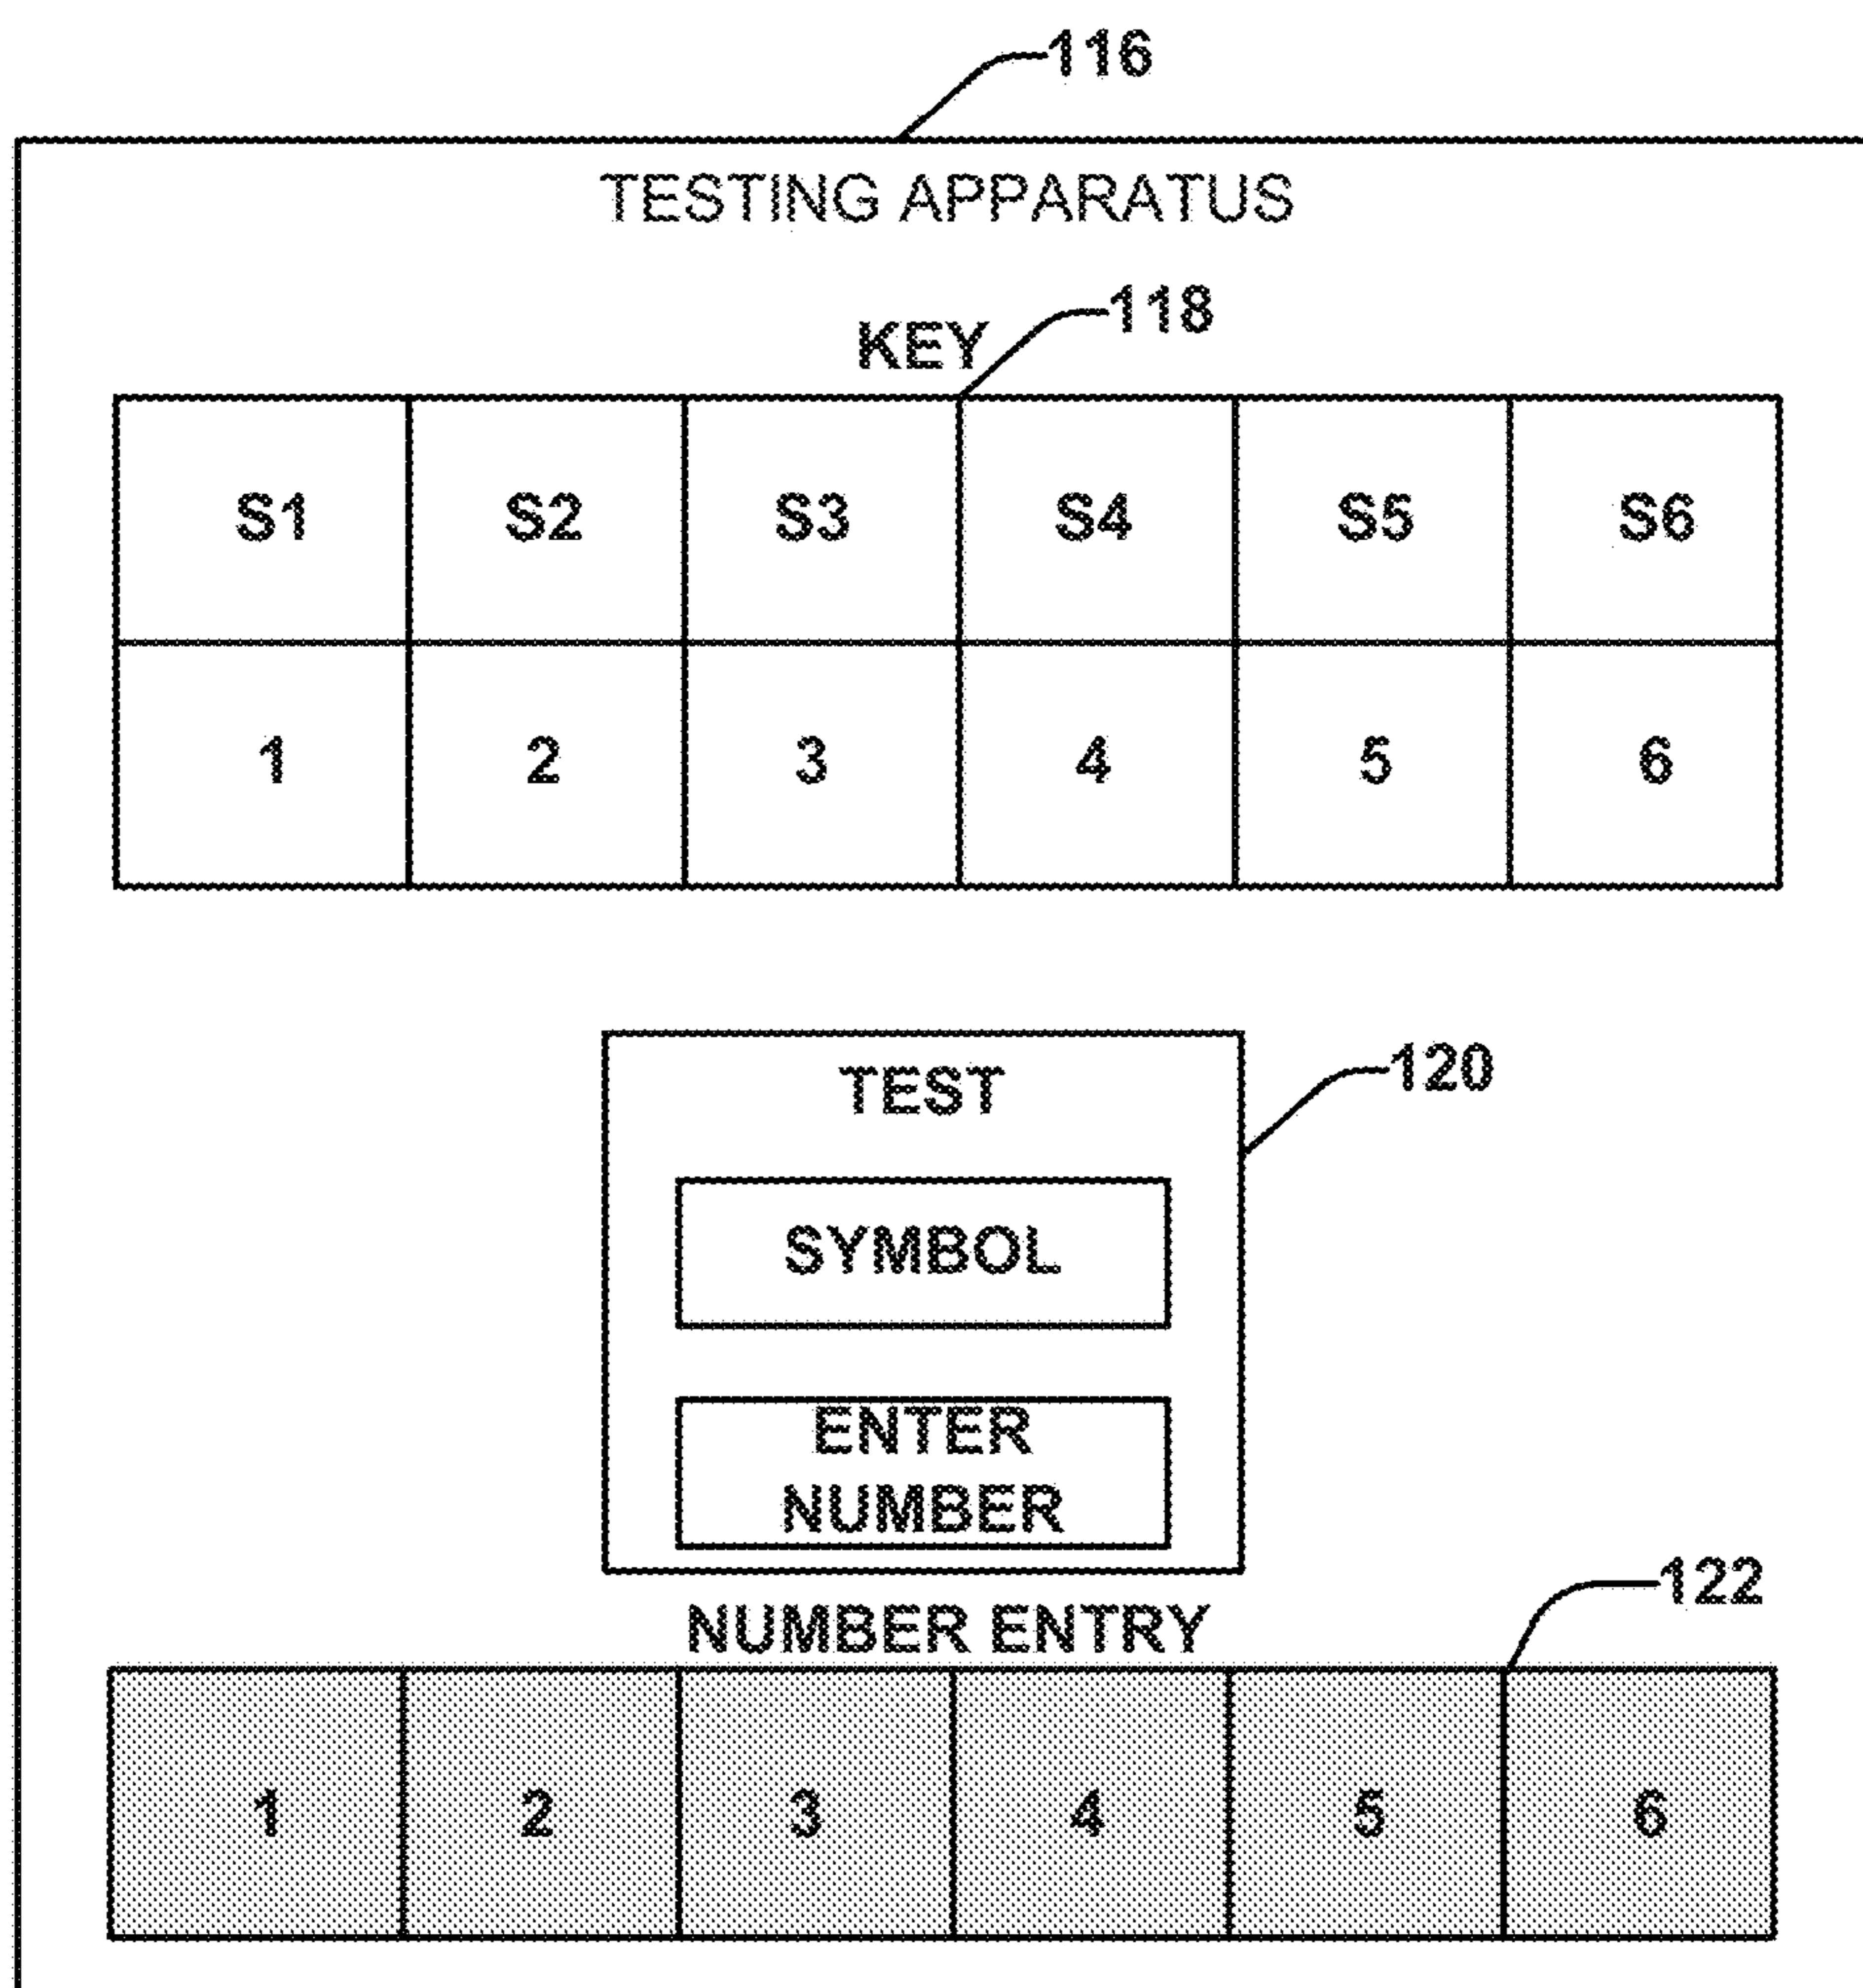 116
TESTING APPARATUS
118
KEY
S1 S2 S3 S4 S5 S6
1 2 3 4 5 6
120
TEST
SYMBOL
ENTER
NUMBER
122
NUMBER ENTRY
1 2 3 4 5 6